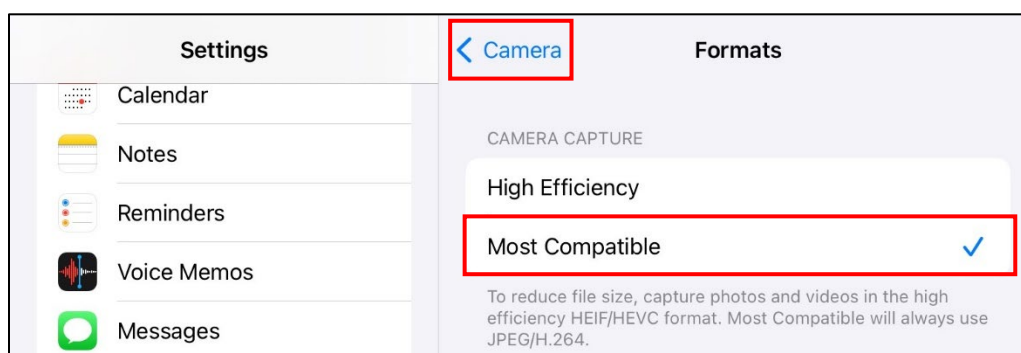 Settings
Calendar
Notes
Reminders
Voice Memos
Messages
Camera
Formats
CAMERA CAPTURE
High Efficiency
Most Compatible
To reduce file size, capture photos and videos in the high
efficiency HEIF/HEVC format. Most Compatible will always use
JPEG/H.264.